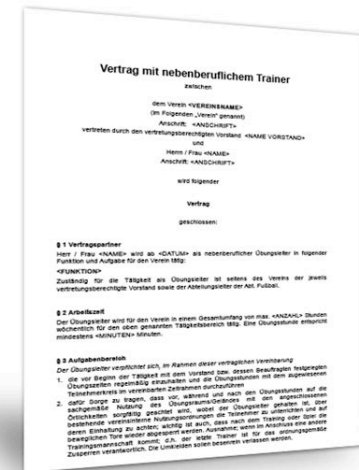 Vertrag mit nebenberuflichem Trainer
zwischen
dem Verein <VEREINSNAME>
(im Folgenden „Verein" genannt)
Anschrift: <ANSCHRIFT>
vertreten durch den vertretungsberechtigten Vorstand <NAME VORSTAND>
und
Herrn / Frau <NAME>
Anschrift: <ANSCHRIFT>
wird folgender
Vertrag
geschlossen:
§ 1 Vertragspartner
Herr / Frau <NAME> wird ab <DATUM> als nebenberuflicher Übungsleiter in folgender
Funktion und Aufgabe für den Verein tätig:
<FUNKTION>
Zuständig für die Tätigkeit als Übungsleiter ist seitens des Vereins der jeweils
vertretungsberechtigte Vorstand sowie der Abteilungsleiter der Abt. Fußball.
§ 2 Arbeitszeit
Der Übungsleiter wird für den Verein in einem Gesamtumfang von max. <ANZAHL> Stunden
wöchentlich für den oben genannten Tätigkeitsbereich tätig. Eine Übungsstunde entspricht
mindestens <MINUTEN> Minuten.
§ 3 Aufgabenbereich
Der Übungsleiter verpflichtet sich, im Rahmen dieser vertraglichen Vereinbarung
1. die vor Beginn der Tätigkeit mit dem Vorstand bzw. dessen Beauftragten festgelegten
Übungszeiten regelmäßig einzuhalten und die Übungsstunden mit dem zugewiesenen
Teilnehmerkreis im vereinbarten Zeitrahmen durchzuführen
2. dafür Sorge zu tragen, dass vor, während und nach den Übungsstunden auf die
sachgemäße Nutzung des Übungsraums/Geländes mit den angeschlossenen
Örtlichkeiten sorgfältig geachtet wird, wobei der Übungsleiter gehalten ist, über
bestehende vereinsinterne Nutzungsordnungen die Teilnehmer zu unterrichten und auf
deren Einhaltung zu achten; wichtig ist auch, dass nach dem Training oder Spiel die
beweglichen Tore wieder abgesperrt werden. Ausnahme: wenn im Anschluss eine andere
Trainingsmannschaft kommt; d.h. der letzte Trainer ist für das ordnungsgemäße
Zusperren verantwortlich. Die Umkleiden sollen besenrein verlassen werden.